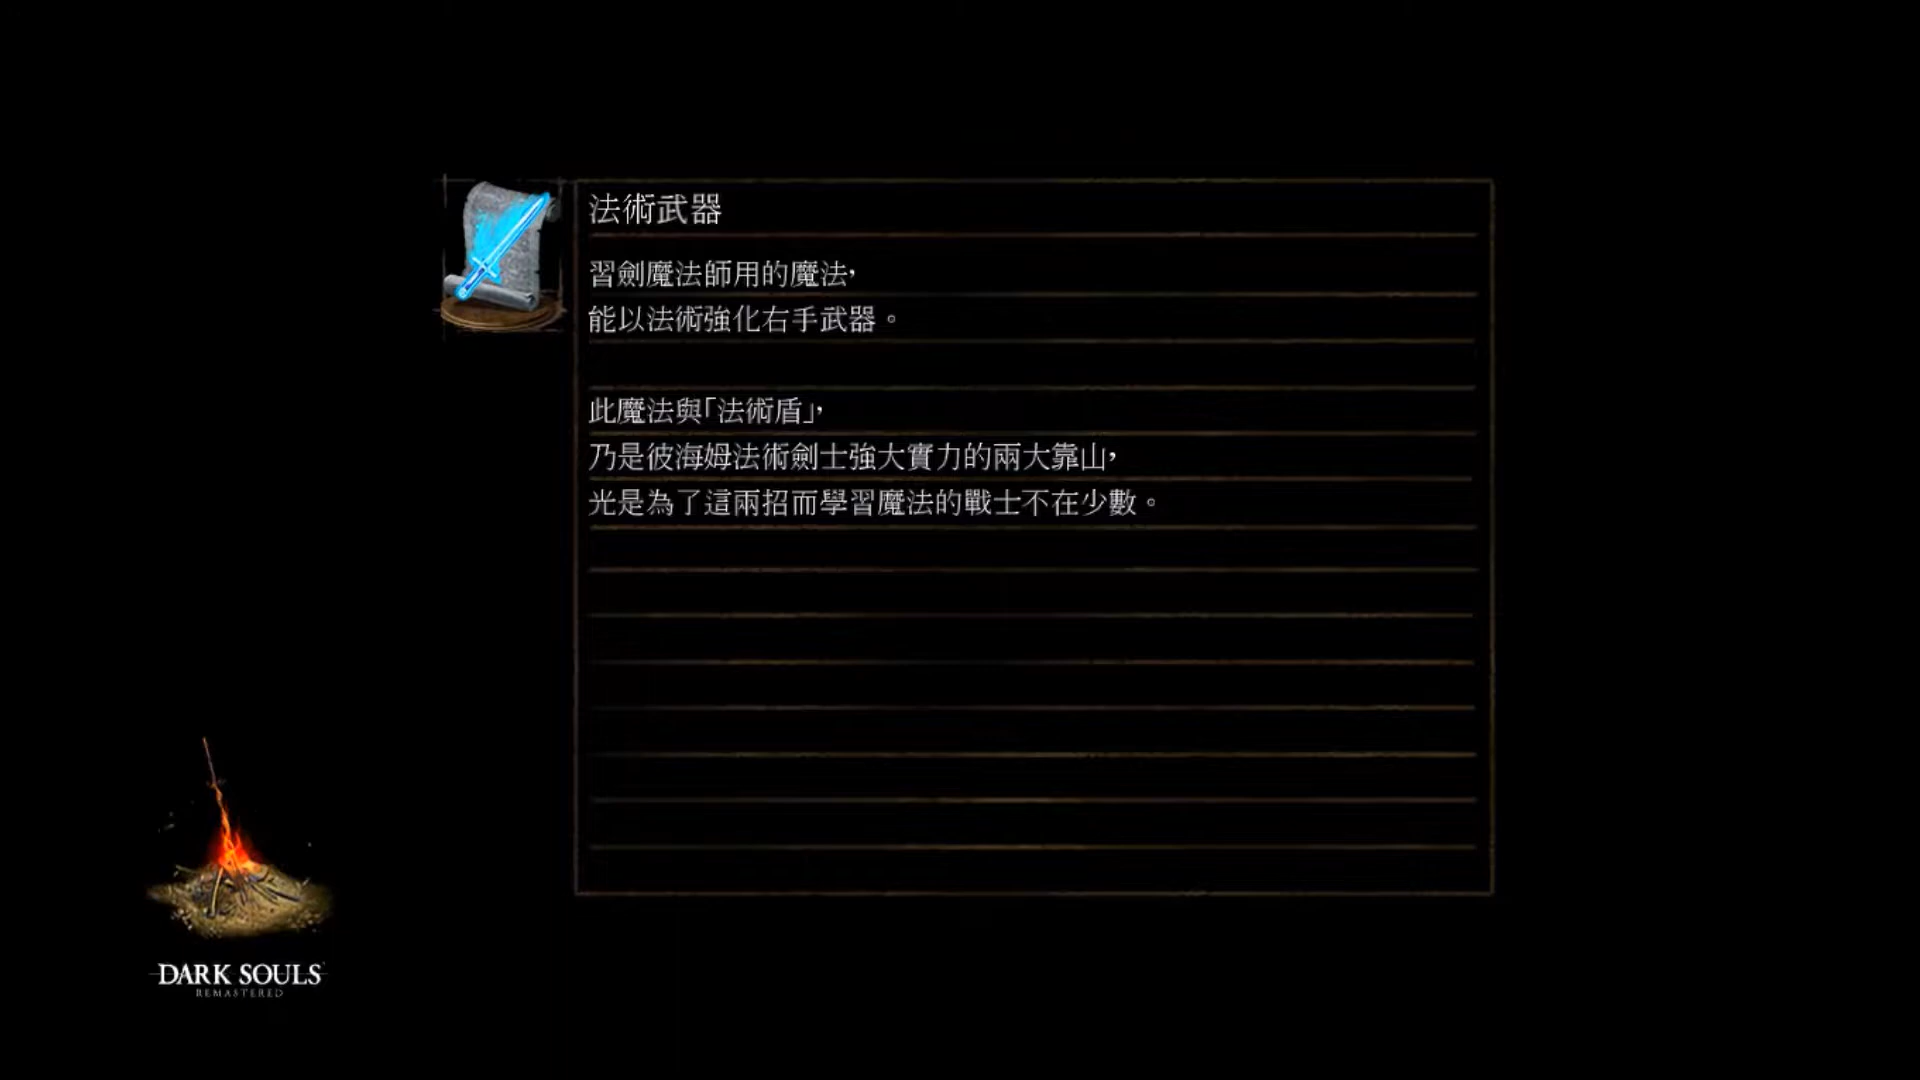 法術武器
習劍魔法師用的魔法，
能以法術強化右手武器。
此魔法與「法術盾」，
乃是彼海姆法術劍士強大實力的兩大靠山，
光是為了這兩招而學習魔法的戰士不在少數。
DARK SOULS
REMASTERED